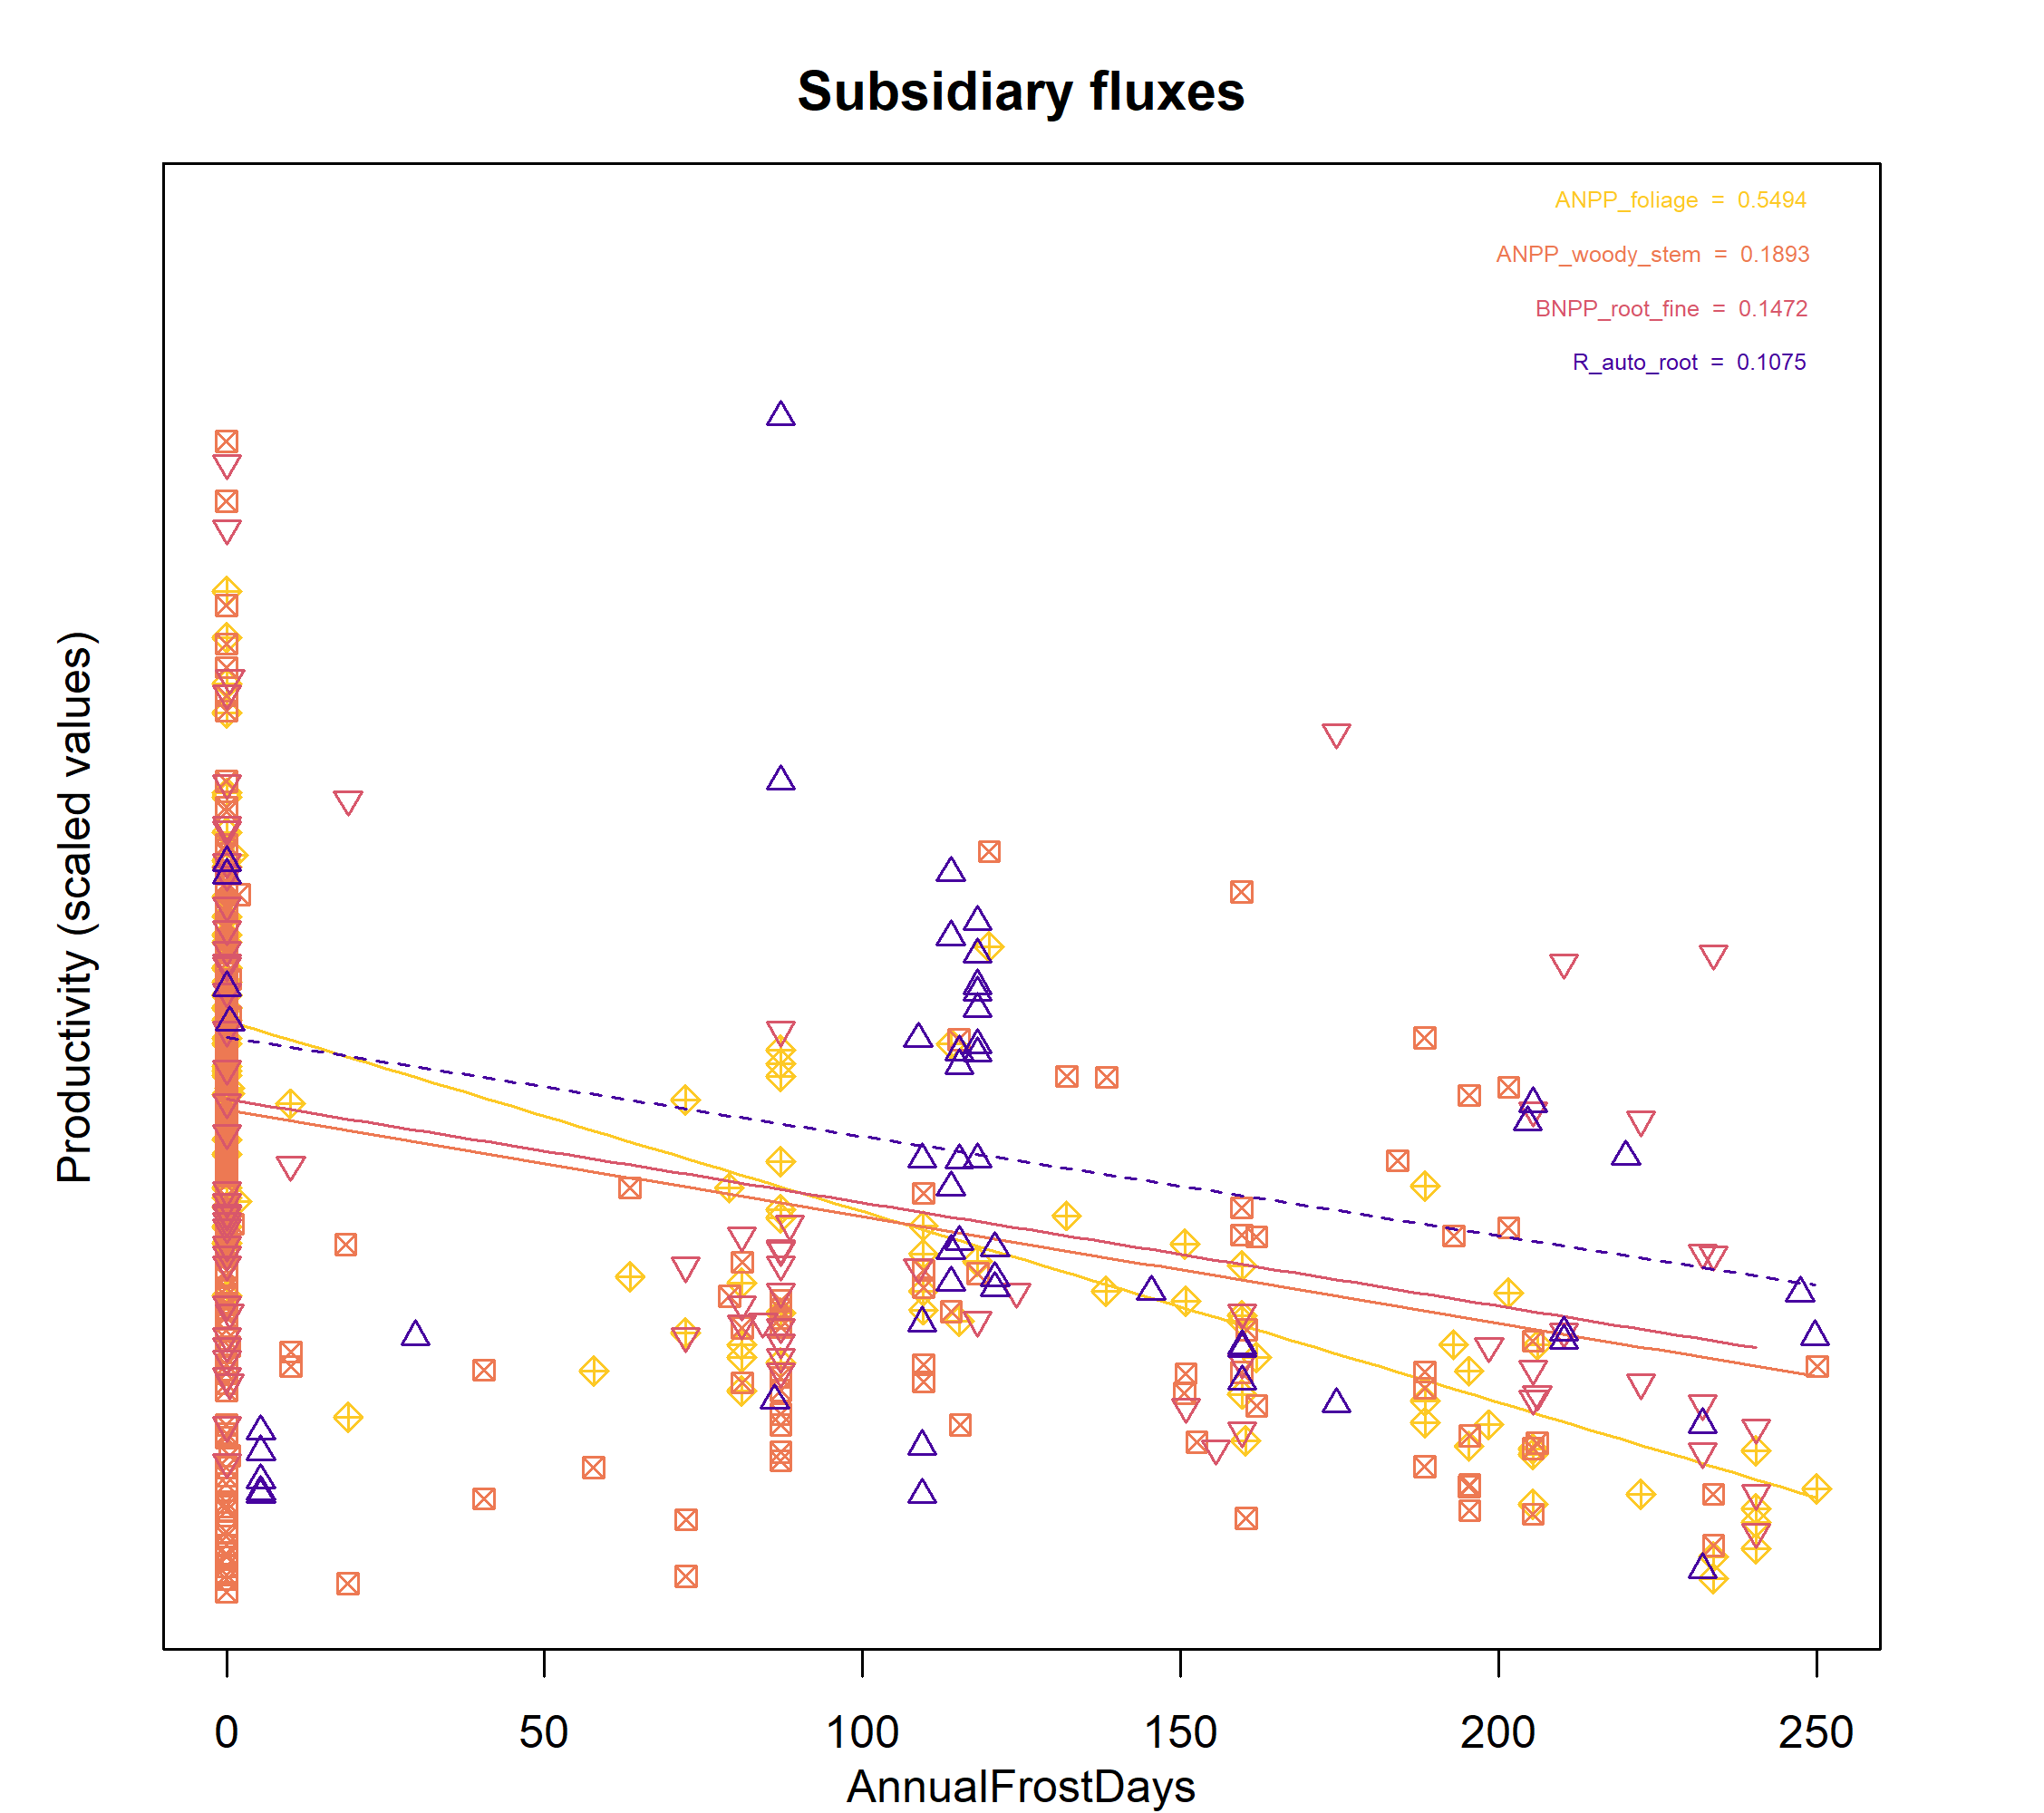 Subsidiary fluxes
ANPP_foliage = 0.5494
ANPP_woody_stem = 0.1893
BNPP_root_fine = 0.1472
R_auto_root = 0.1075
Productivity (scaled values)
0 50 100 150 200 250
AnnualFrostDays